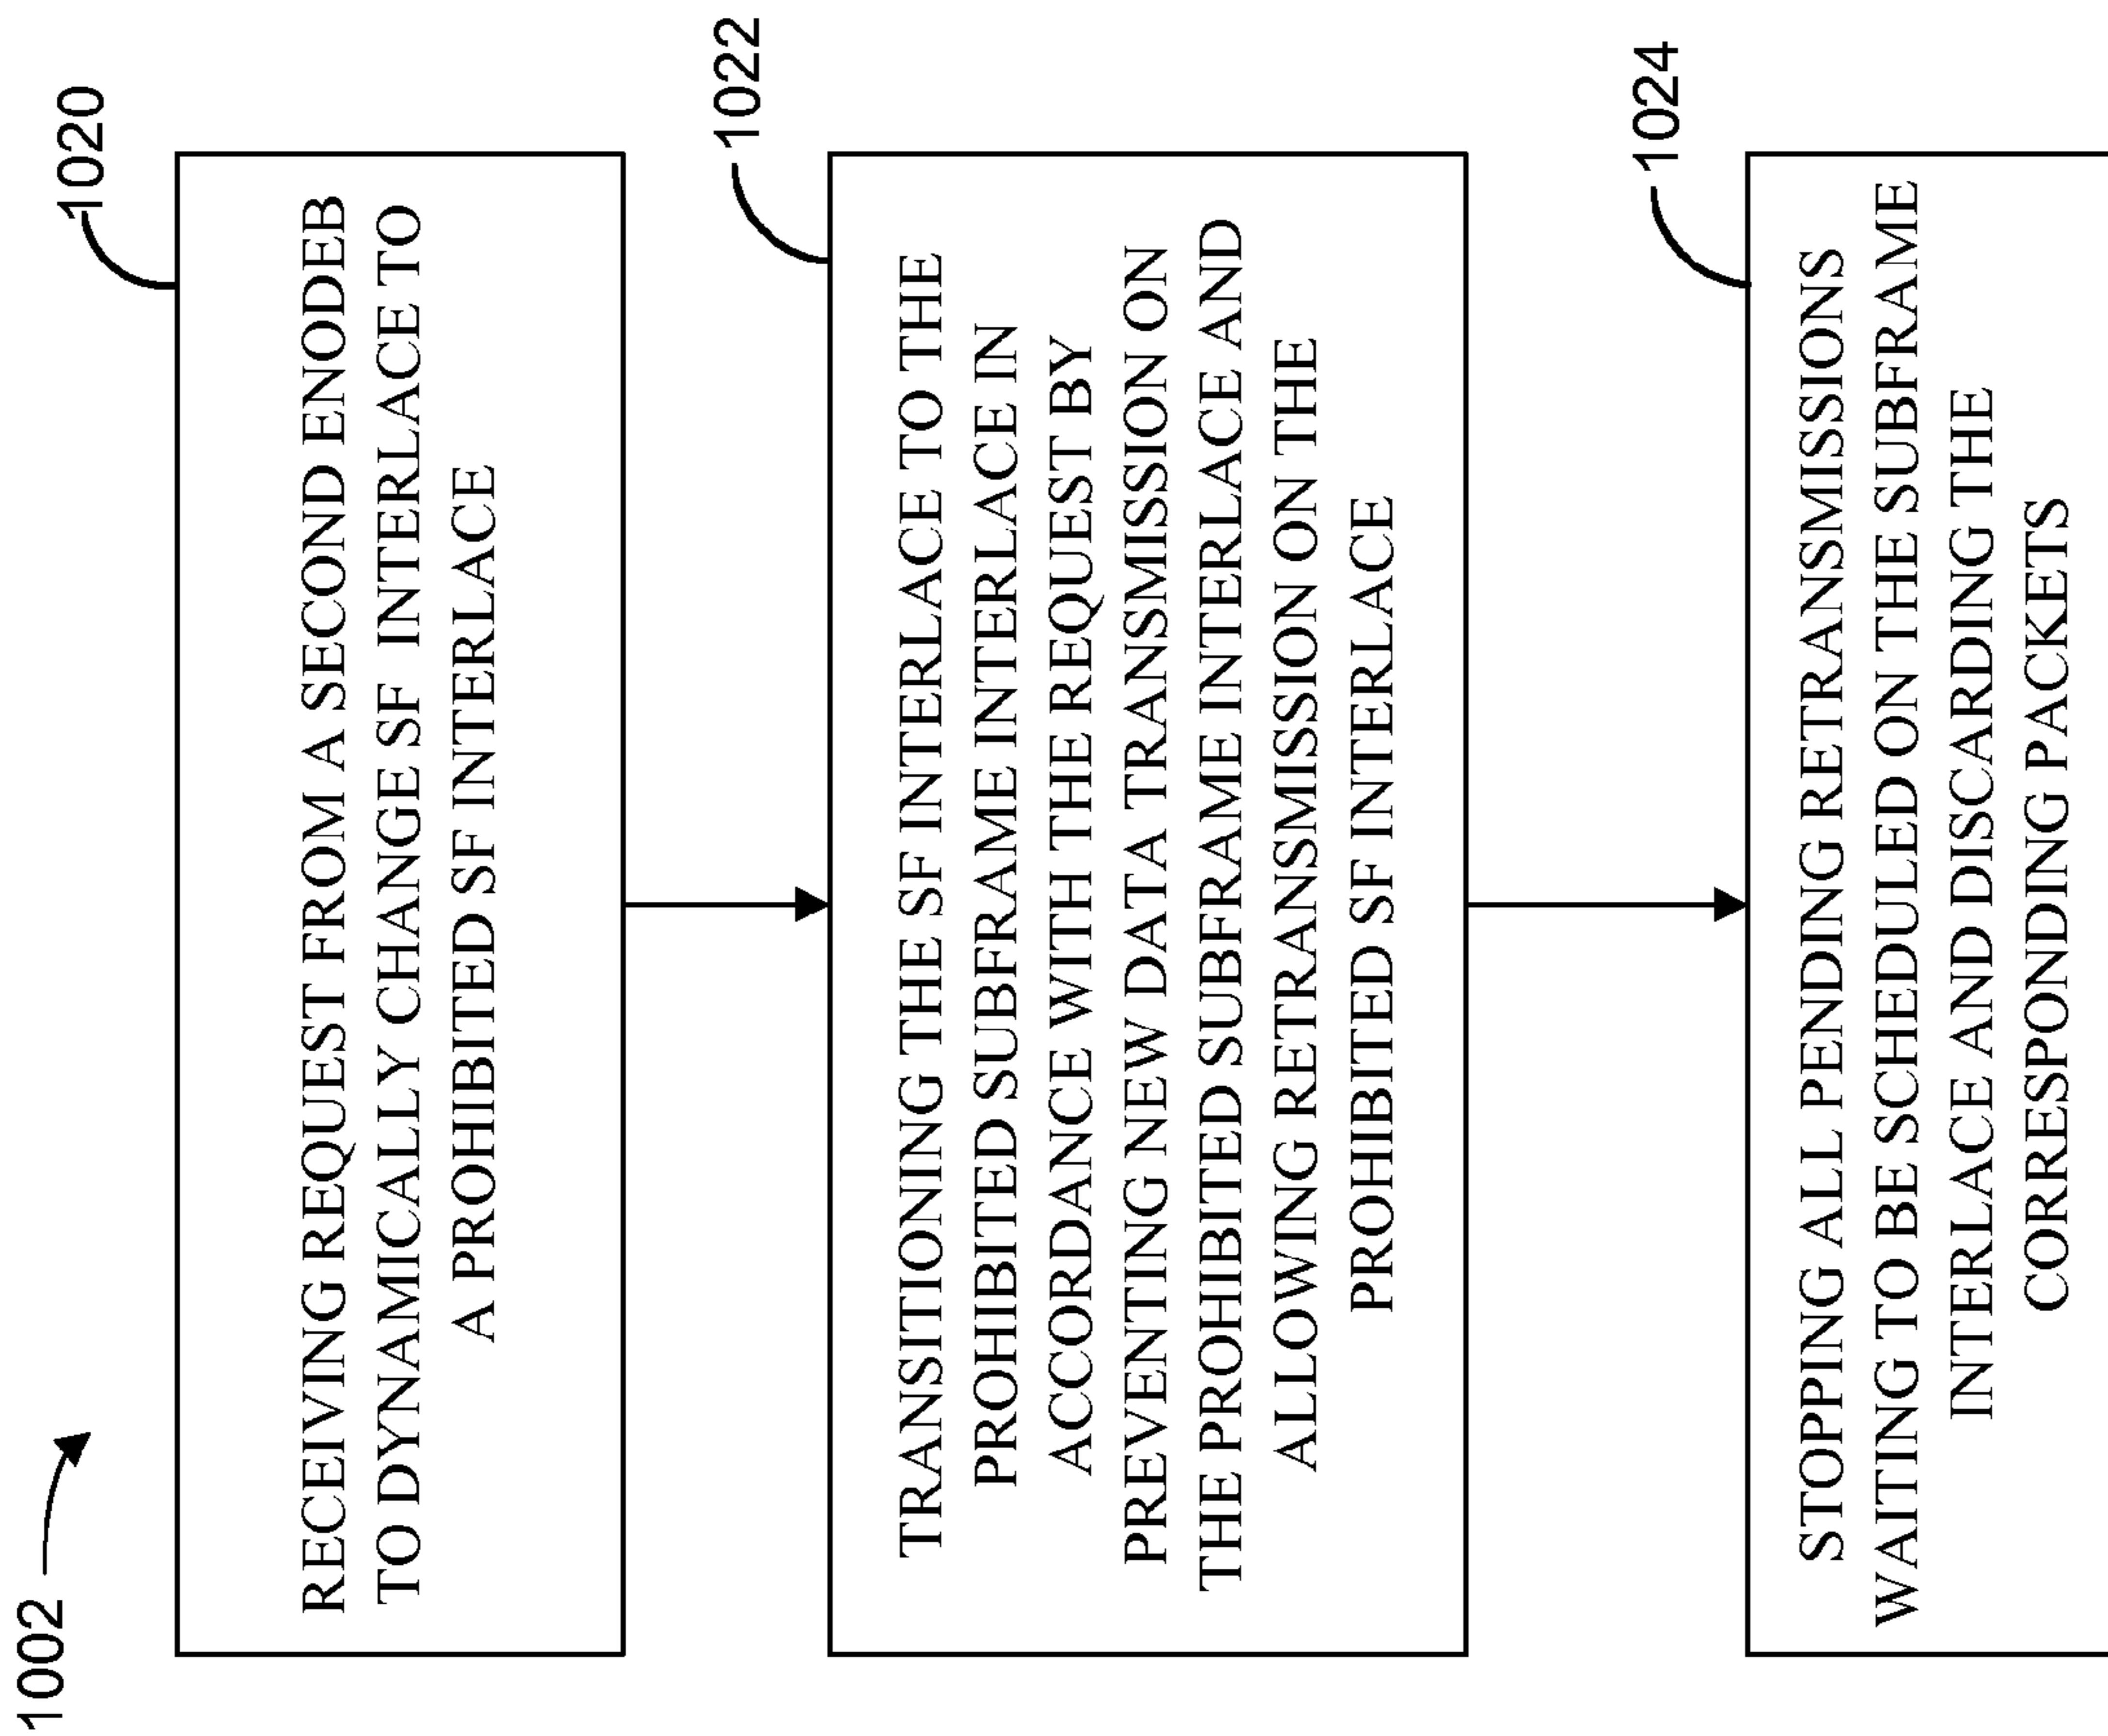 1002
1020
RECEIVING REQUEST FROM A SECOND ENODEB
TO DYNAMICALLY CHANGE SF INTERLACE TO
A PROHIBITED SF INTERLACE
1022
TRANSITIONING THE SF INTERLACE TO THE
PROHIBITED SUBFRAME INTERLACE IN
ACCORDANCE WITH THE REQUEST BY
PREVENTING NEW DATA TRANSMISSION ON
THE PROHIBITED SUBFRAME INTERLACE AND
ALLOWING RETRANSMISSION ON THE
PROHIBITED SF INTERLACE
1024
STOPPING ALL PENDING RETRANSMISSIONS
WAITING TO BE SCHEDULED ON THE SUBFRAME
INTERLACE AND DISCARDING THE
CORRESPONDING PACKETS